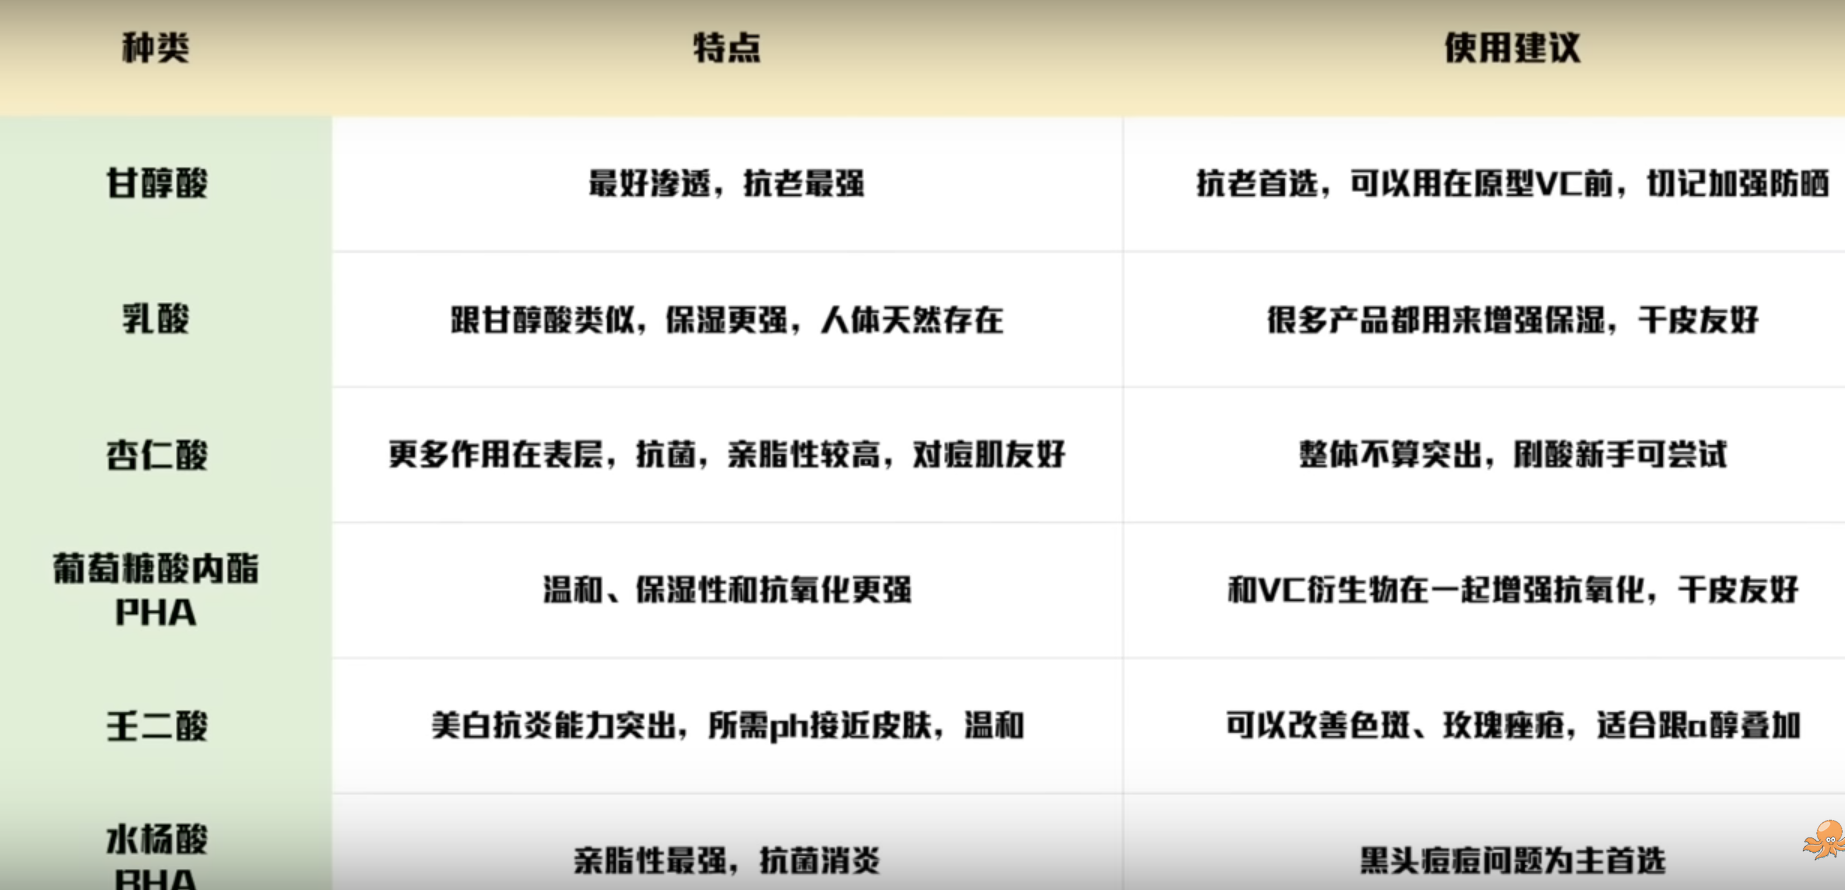 种类
特点
使用建议
甘醇酸
最好渗透，抗老最强
抗老首选，可以用在原型VC前，切记加强防晒
乳酸
跟甘醇酸类似，保湿更强，人体天然存在
很多产品都用来增强保湿，干皮友好
杏仁酸
更多作用在表层，抗菌，亲脂性较高，对痘肌友好
整体不算突出，刷酸新手可尝试
葡萄糖酸内酯
PHA
温和、保湿性和抗氧化更强
和VC衍生物在一起增强抗氧化，干皮友好
壬二酸
美白抗炎能力突出，所需ph接近皮肤，温和
可以改善色斑、玫瑰痤疮，适合跟a醇叠加
水杨酸
BHA
亲脂性最强，抗菌消炎
黑头痘痘问题为主首选